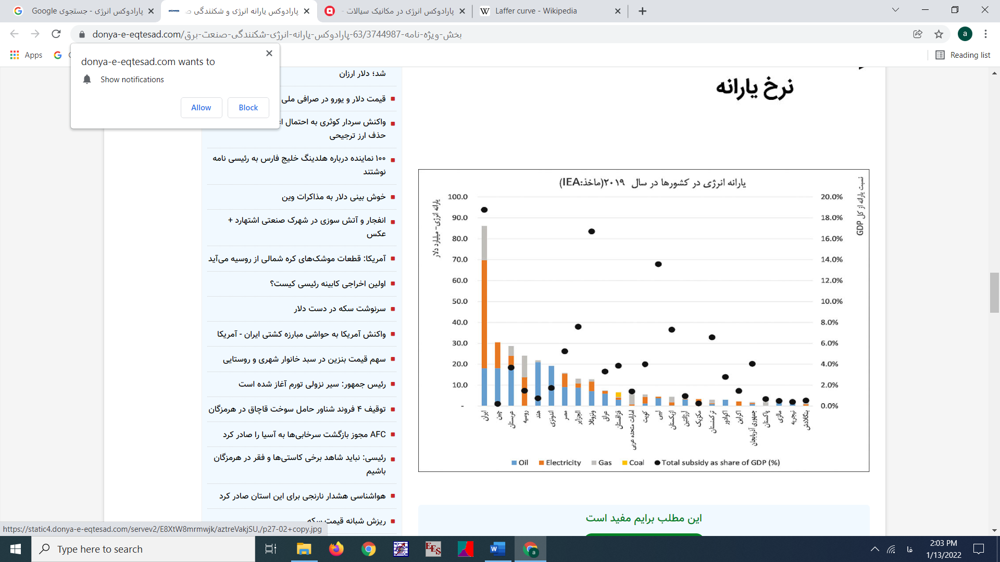 پارادوکس انرژی - جستجوی Google
پارادوکس یارانه انرژی و شکنندگی ص
پارادوکس انرژی در مکانیک سیالات -
Laffer curve - Wikipedia
donya-e-eqtesad.com/بخش-ویژه-نامه-63/3744987-پارادوکس-یارانه-انرژی-شکنندگی-صنعت-برق
a
Apps
Reading list
donya-e-eqtesad.com wants to
Show notifications
Allow
Block
شد؛ دلار ارزان
قیمت دلار و یورو در صرافی ملی
واکنش سردار کوثری به احتمال
حذف ارز ترجیحی
۱۰۰ نماینده درباره هلدینگ خلیج فارس به رئیسی نامه
نوشتند
خوش بینی دلار به مذاکرات وین
انفجار و آتش سوزی در شهرک صنعتی اشتهارد +
عکس
آمریکا: قطعات موشک‌های کره شمالی از روسیه می‌آید
اولین اخراجی کابینه رئیسی کیست؟
سرنوشت سکه در دست دلار
واکنش آمریکا به حواشی مبارزه کشتی ایران - آمریکا
سهم قیمت بنزین در سبد خانوار شهری و روستایی
رئیس جمهور: سیر نزولی تورم آغاز شده است
توقیف ۴ فروند شناور حامل سوخت قاچاق در هرمزگان
AFC مجوز بازگشت سرخابی‌ها به آسیا را صادر کرد
رئیسی: نباید شاهد برخی کاستی‌ها و فقر در هرمزگان
باشیم
هواشناسی هشدار نارنجی برای این استان صادر کرد
ریزش شبانه قیمت سکه
نرخ یارانه
یارانه انرژی در کشورها در سال ۲۰۱۹(ماخذ:IEA)
یارانه انرژی- میلیارد دلار
نسبت یارانه از کل GDP
100.0
90.0
80.0
70.0
60.0
50.0
40.0
30.0
20.0
10.0
-
20.0%
18.0%
16.0%
14.0%
12.0%
10.0%
8.0%
6.0%
4.0%
2.0%
0.0%
ایران
چین
عربستان
روسیه
هند
اندونزی
مصر
الجزایر
ونزوئلا
عراق
قزاقستان
امارات متحده عربی
کویت
لیبی
ازبکستان
آرژانتین
مکزیک
ترکمنستان
اکوادور
اکراین
جمهوری آذربایجان
پاکستان
مالزی
نیجریه
بنگلادش
Oil
Electricity
Gas
Coal
Total subsidy as share of GDP (%)
این مطلب برایم مفید است
https://static4.donya-e-eqtesad.com/servev2/E8XtW8mrmwjk/aztreVakjSU,/p27-02+copy.jpg
Type here to search
EES
W
a
فا
2:03 PM
1/13/2022